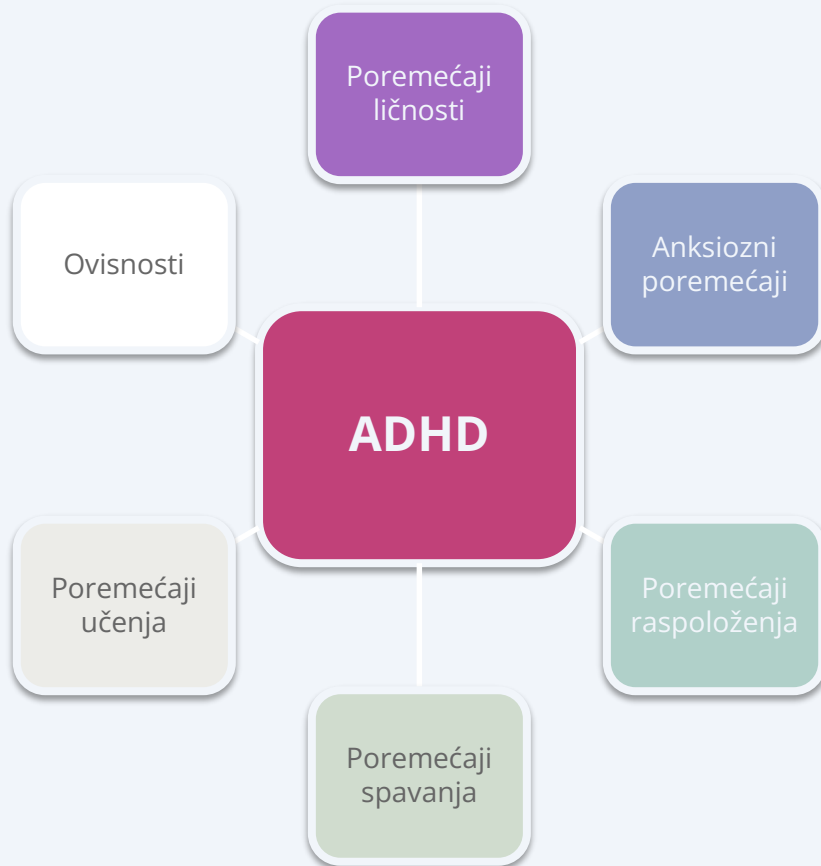 Poremećaji
ličnosti
Ovisnosti
Anksiozni
poremećaji
ADHD
Poremećaji
učenja
Poremećaji
raspoloženja
Poremećaji
spavanja